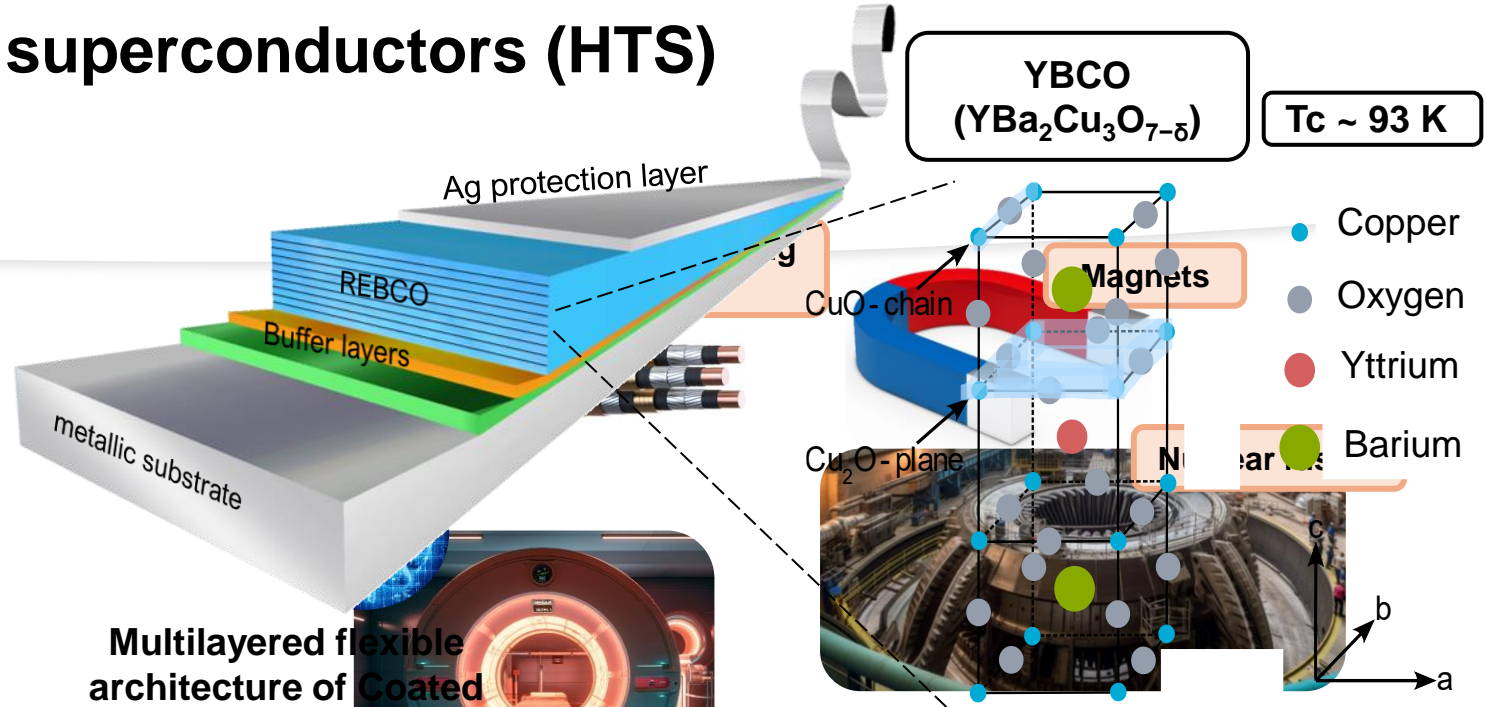 superconductors (HTS)
YBCO
(YBa₂Cu₃O₇₋δ)
Tc ~ 93 K
Ag protection layer
REBCO
Buffer layers
metallic substrate
Multilayered flexible
architecture of Coated
CuO-chain
Cu₂O-plane
Magnets
Copper
Oxygen
Yttrium
Barium
c
b
a